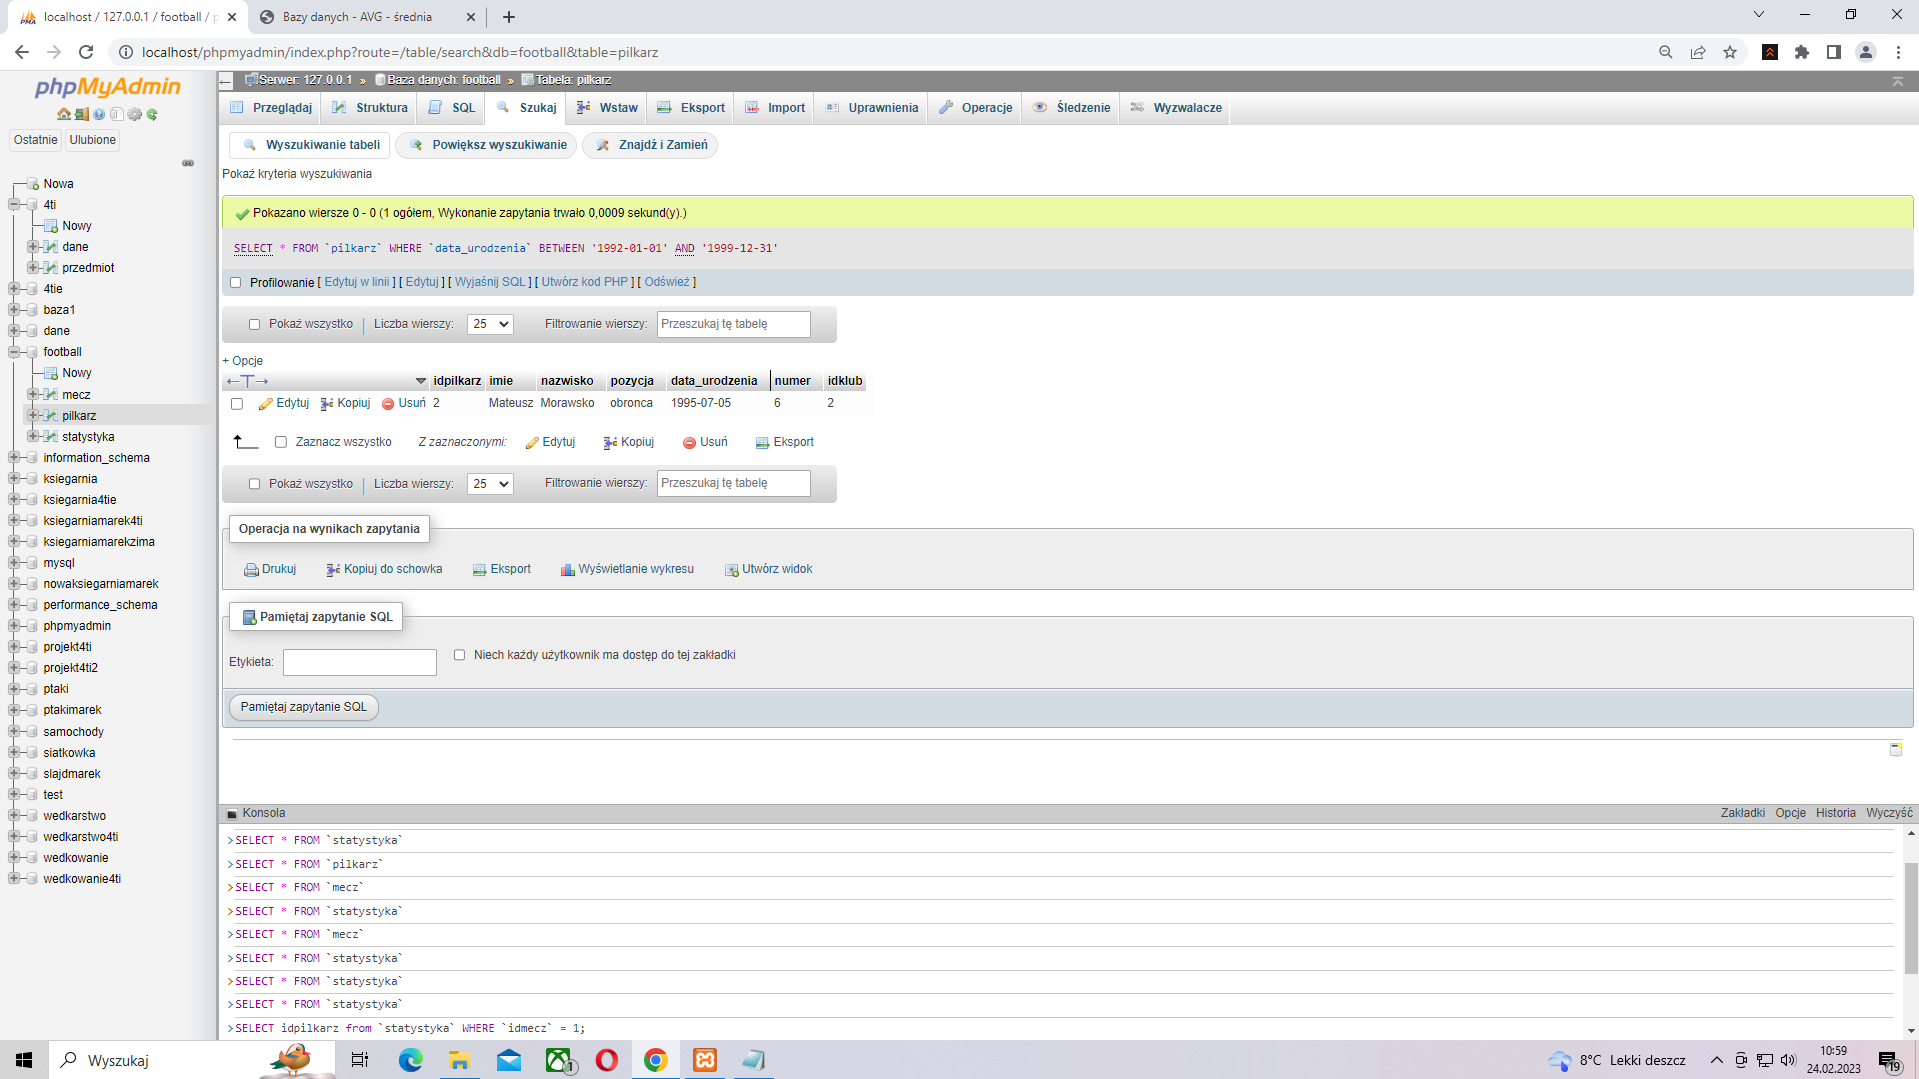 localhost / 127.0.0.1 / football / p
Bazy danych - AVG - średnia
localhost/phpmyadmin/index.php?route=/table/search&db=football&table=pilkarz
phpMyAdmin
Ostatnie Ulubione
Nowa
4ti
Nowy
dane
przedmiot
4tie
baza1
dane
football
Nowy
mecz
pilkarz
statystyka
information_schema
ksiegarnia
ksiegarnia4tie
ksiegarniamarek4ti
ksiegarniamarekzima
mysql
nowaksiegarniamarek
performance_schema
phpmyadmin
projekt4ti
projekt4ti2
ptaki
ptakimarek
samochody
siatkowka
slajdmarek
test
wedkarstwo
wedkarstwo4ti
wedkowanie
wedkowanie4ti
Serwer: 127.0.0.1 » Baza danych: football » Tabela: pilkarz
Przeglądaj Struktura SQL Szukaj Wstaw Eksport Import Uprawnienia Operacje Śledzenie Wyzwalacze
Wyszukiwanie tabeli Powiększ wyszukiwanie Znajdź i Zamień
Pokaż kryteria wyszukiwania
Pokazano wiersze 0 - 0 (1 ogółem, Wykonanie zapytania trwało 0,0009 sekund(y).)
SELECT * FROM `pilkarz` WHERE `data_urodzenia` BETWEEN '1992-01-01' AND '1999-12-31'
Profilowanie [ Edytuj w linii ] [ Edytuj ] [ Wyjaśnij SQL ] [ Utwórz kod PHP ] [ Odśwież ]
Pokaż wszystko Liczba wierszy: 25 Filtrowanie wierszy: Przeszukaj tę tabelę
+ Opcje
←T→ idpilkarz imie nazwisko pozycja data_urodzenia numer idklub
Edytuj Kopiuj Usuń 2 Mateusz Morawsko obronca 1995-07-05 6 2
Zaznacz wszystko Z zaznaczonymi: Edytuj Kopiuj Usuń Eksport
Pokaż wszystko Liczba wierszy: 25 Filtrowanie wierszy: Przeszukaj tę tabelę
Operacja na wynikach zapytania
Drukuj Kopiuj do schowka Eksport Wyświetlanie wykresu Utwórz widok
Pamiętaj zapytanie SQL
Etykieta: Niech każdy użytkownik ma dostęp do tej zakładki
Pamiętaj zapytanie SQL
Konsola Zakładki Opcje Historia Wyczyść
>SELECT * FROM `statystyka`
>SELECT * FROM `pilkarz`
>SELECT * FROM `mecz`
>SELECT * FROM `statystyka`
>SELECT * FROM `mecz`
>SELECT * FROM `statystyka`
>SELECT * FROM `statystyka`
>SELECT * FROM `statystyka`
>SELECT idpilkarz from `statystyka` WHERE `idmecz` = 1;
Wyszukaj
1
8°C Lekki deszcz
10:59
24.02.2023
19